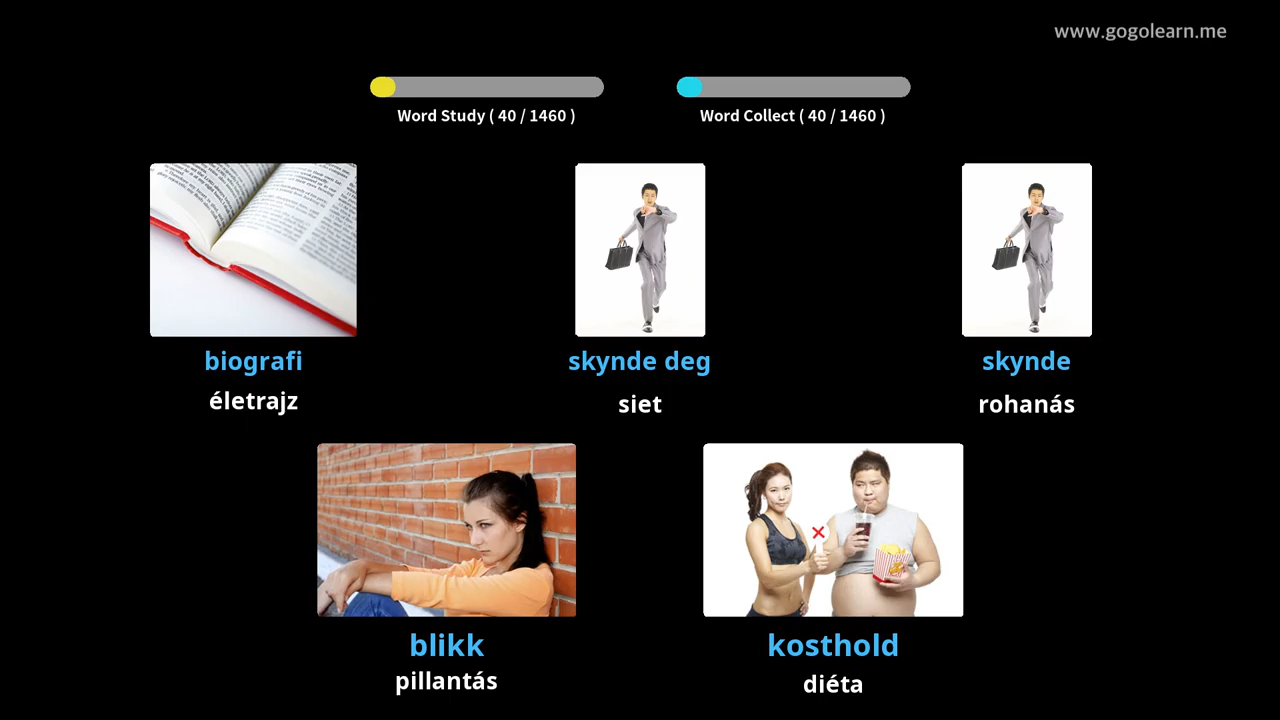 www.gogolearn.me
Word Study ( 40 / 1460 )
Word Collect ( 40 / 1460 )
biografi
életrajz
skynde deg
siet
skynde
rohanás
blikk
pillantás
kosthold
diéta